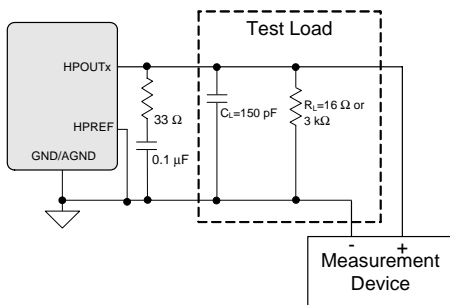 Test Load
HPOUTx
HPREF
GND/AGND
33 Ω
0.1 µF
CL=150 pF
RL=16 Ω or
3 kΩ
- +
Measurement
Device